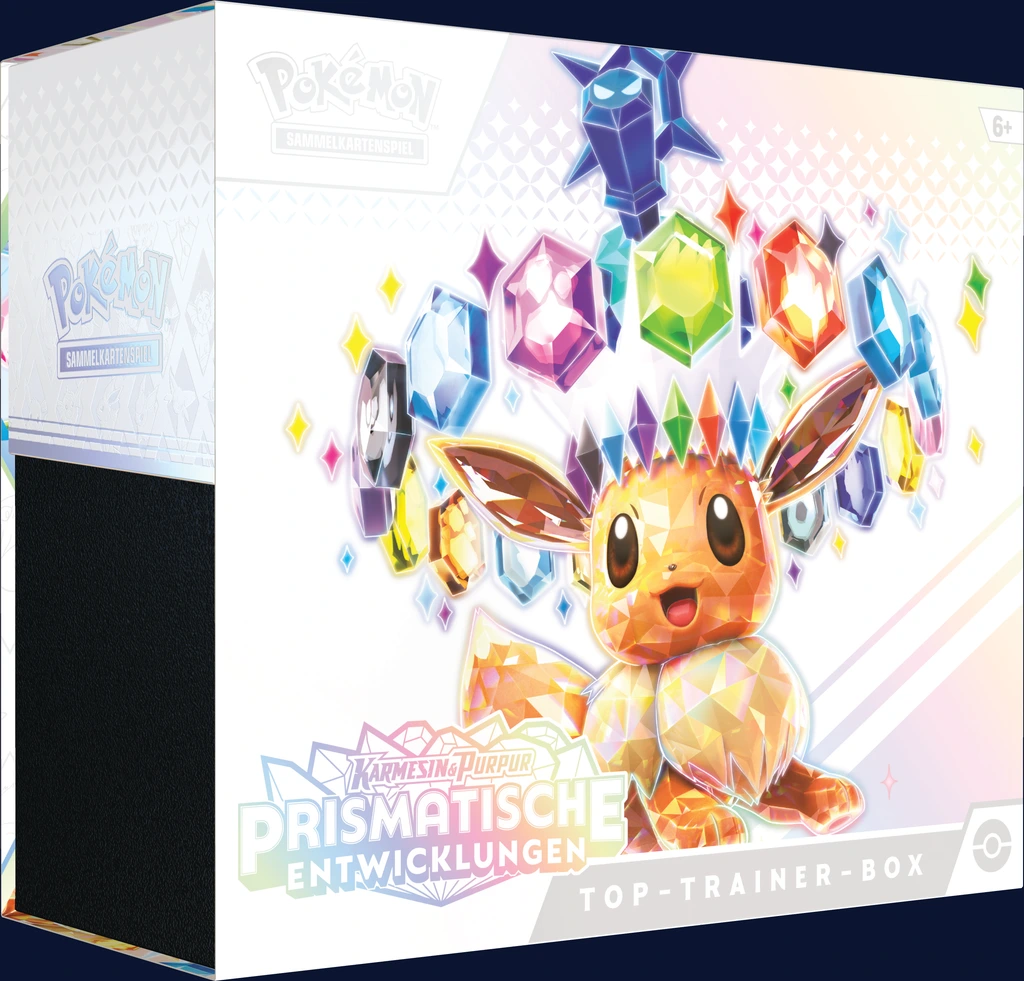 POKÉMON
SAMMELKARTENSPIEL
6+
POKÉMON
SAMMELKARTENSPIEL
KARMESIN & PURPUR
PRISMATISCHE
ENTWICKLUNGEN
TOP-TRAINER-BOX